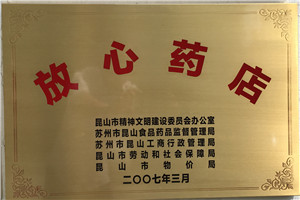 放心药店
昆山市精神文明建设委员会办公室
苏州市昆山食品药品监督管理局
苏州市昆山工商行政管理局
昆山市劳动和社会保障局
昆山市物价局
二〇〇七年三月